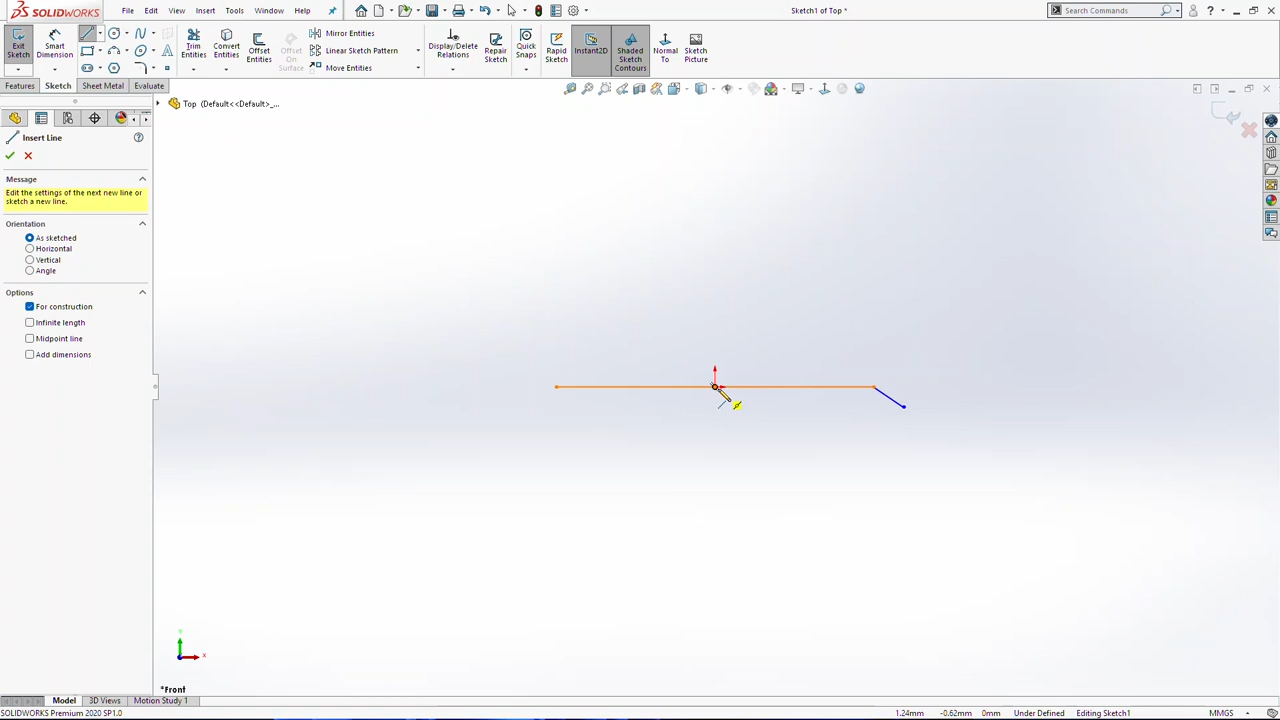 SOLIDWORKS
File
Edit
View
Insert
Tools
Window
Sketch1 of Top *
Search Commands
Exit Sketch
Smart Dimension
Trim Entities
Convert Entities
Offset Entities
Offset On Surface
Mirror Entities
Linear Sketch Pattern
Move Entities
Display/Delete Relations
Repair Sketch
Quick Snaps
Rapid Sketch
Instant2D
Shaded Sketch Contours
Normal To
Sketch Picture
Features
Sketch
Sheet Metal
Evaluate
Top (Default<<Default>_...
Insert Line
Message
Edit the settings of the next new line or
sketch a new line.
Orientation
As sketched
Horizontal
Vertical
Angle
Options
For construction
Infinite length
Midpoint line
Add dimensions
Y
X
*Front
Model
3D Views
Motion Study 1
SOLIDWORKS Premium 2020 SP1.0
1.24mm
-0.62mm
0mm
Under Defined
Editing Sketch1
MMGS